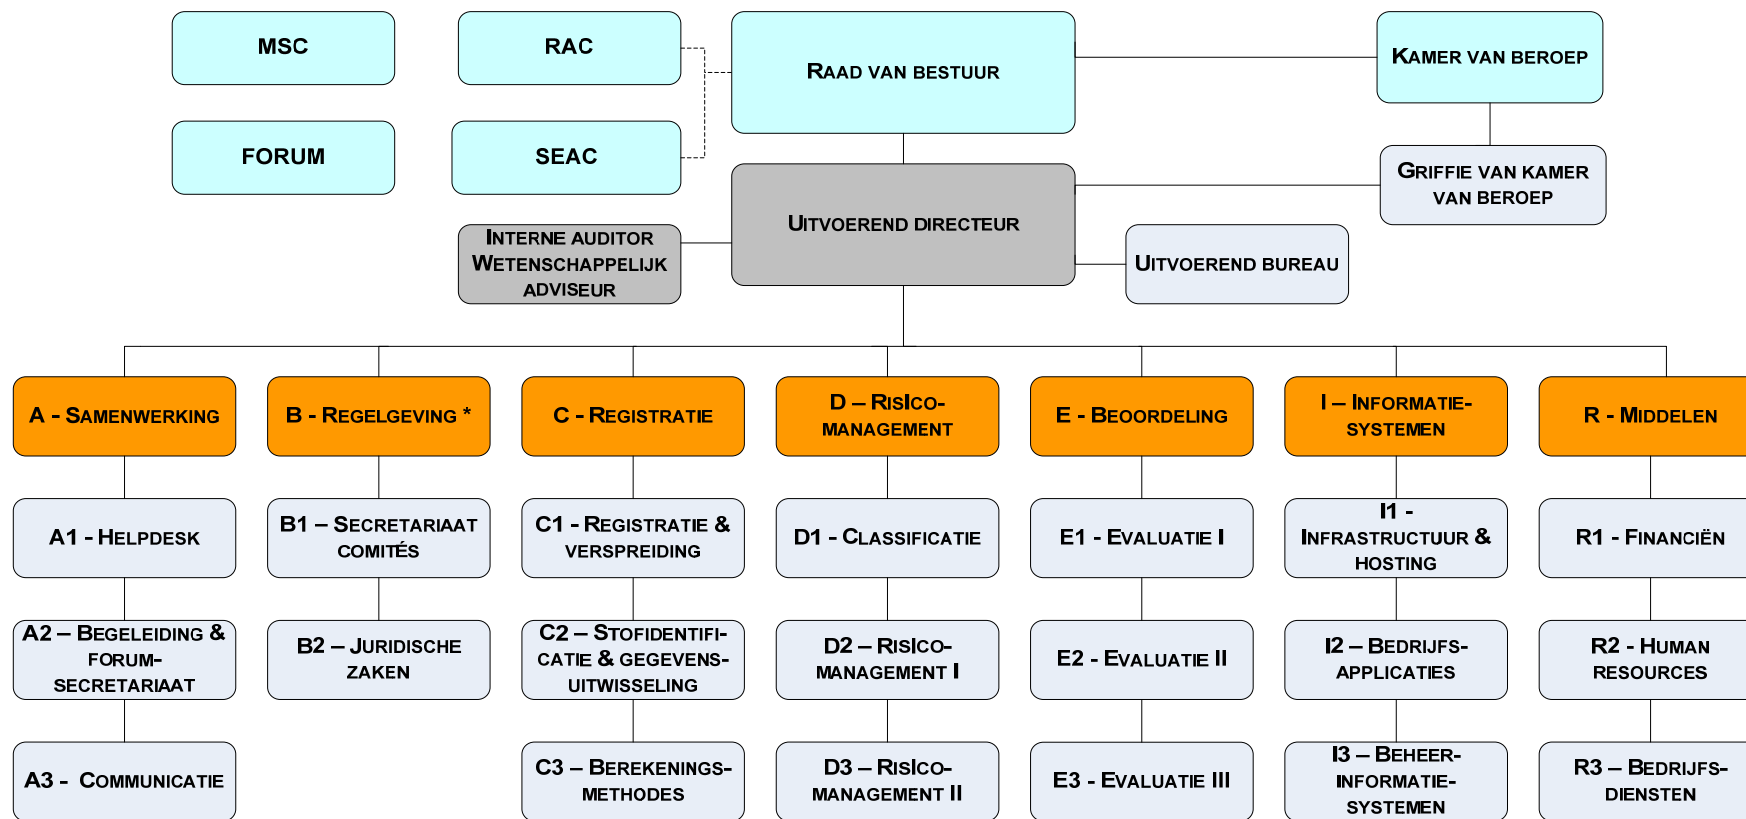 MSC
RAC
RAAD VAN BESTUUR
KAMER VAN BEROEP
FORUM
SEAC
GRIFFIE VAN KAMER
VAN BEROEP
UITVOEREND DIRECTEUR
INTERNE AUDITOR
WETENSCHAPPELIJK
ADVISEUR
UITVOEREND BUREAU
A - SAMENWERKING
B - REGELGEVING *
C - REGISTRATIE
D – RISICO-
MANAGEMENT
E - BEOORDELING
I – INFORMATIE-
SYSTEMEN
R - MIDDELEN
A1 - HELPDESK
B1 – SECRETARIAAT
COMITÉS
C1 - REGISTRATIE &
VERSPREIDING
D1 - CLASSIFICATIE
E1 - EVALUATIE I
I1 -
INFRASTRUCTUUR &
HOSTING
R1 - FINANCIËN
A2 – BEGELEIDING &
FORUM-
SECRETARIAAT
B2 – JURIDISCHE
ZAKEN
C2 – STOFIDENTIFI-
CATIE & GEGEVENS-
UITWISSELING
D2 – RISICO-
MANAGEMENT I
E2 - EVALUATIE II
I2 – BEDRIJFS-
APPLICATIES
R2 - HUMAN
RESOURCES
A3 - COMMUNICATIE
C3 – BEREKENINGS-
METHODES
D3 – RISICO-
MANAGEMENT II
E3 - EVALUATIE III
I3 – BEHEER-
INFORMATIE-
SYSTEMEN
R3 – BEDRIJFS-
DIENSTEN